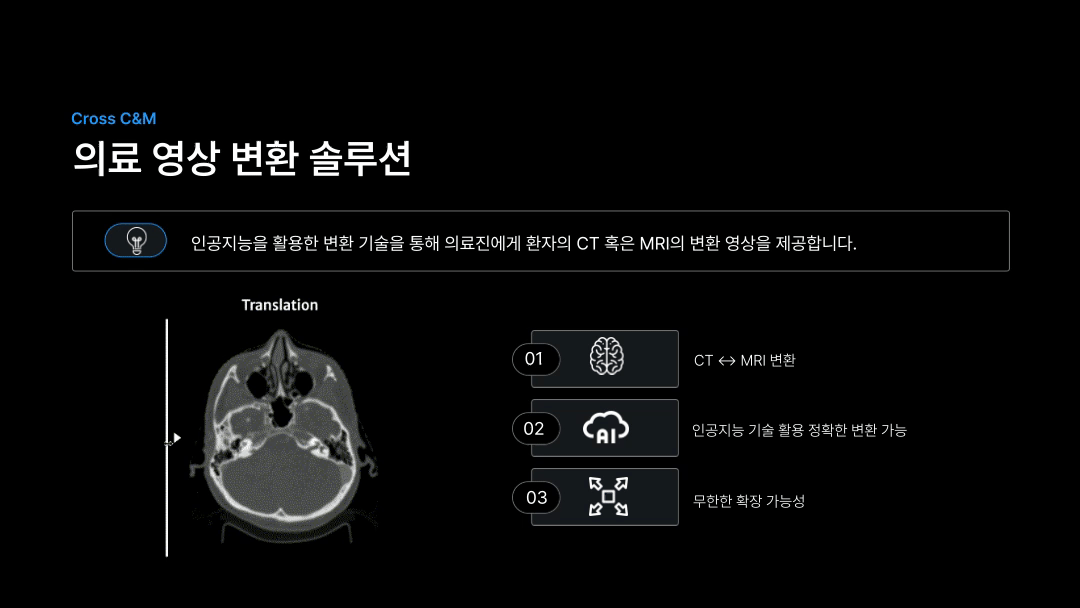 Cross C&M
의료 영상 변환 솔루션
인공지능을 활용한 변환 기술을 통해 의료진에게 환자의 CT 혹은 MRI의 변환 영상을 제공합니다.
Translation
01
CT ↔ MRI 변환
02
AI
인공지능 기술 활용 정확한 변환 가능
03
무한한 확장 가능성